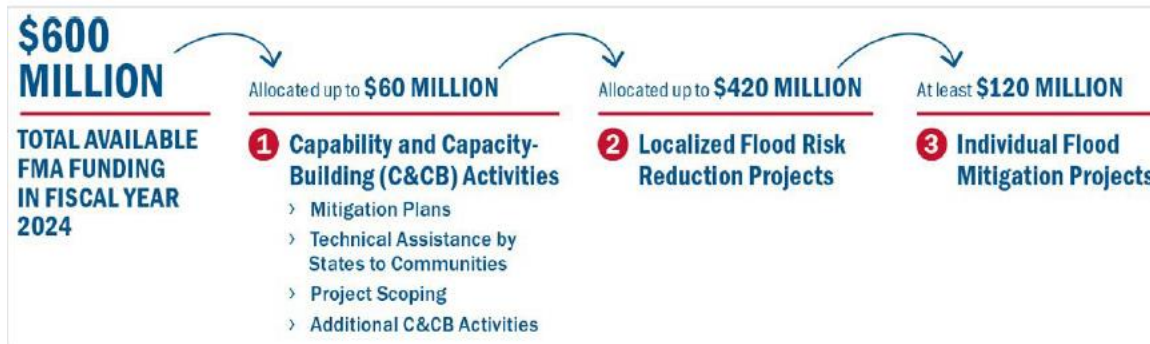 $600
MILLION
TOTAL AVAILABLE
FMA FUNDING
IN FISCAL YEAR
2024
Allocated up to $60 MILLION
1 Capability and Capacity-
Building (C&CB) Activities
> Mitigation Plans
> Technical Assistance by
States to Communities
> Project Scoping
> Additional C&CB Activities
Allocated up to $420 MILLION
2 Localized Flood Risk
Reduction Projects
At least $120 MILLION
3 Individual Flood
Mitigation Projects